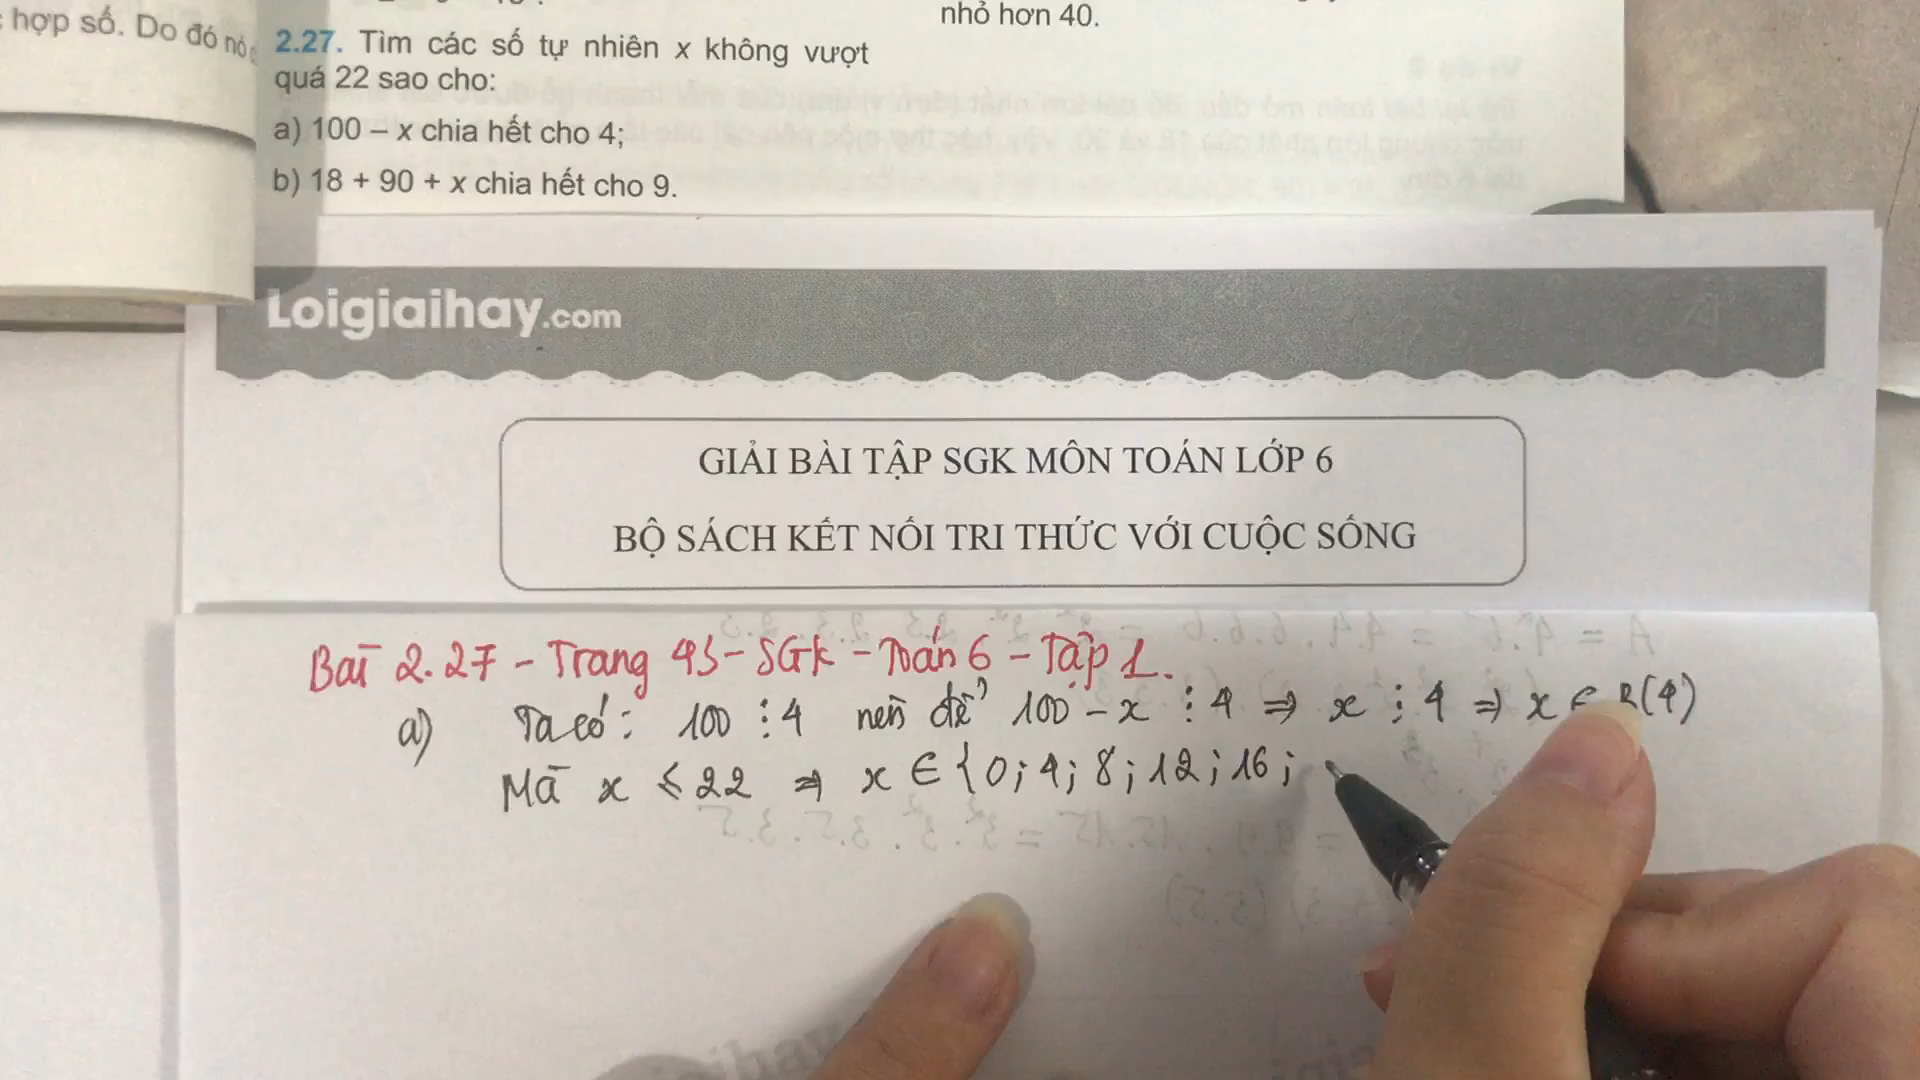 hợp số. Do đó nó
nhỏ hơn 40.
2.27. Tìm các số tự nhiên x không vượt
quá 22 sao cho:
a) 100 – x chia hết cho 4;
b) 18 + 90 + x chia hết cho 9.
Loigiaihay.com
GIẢI BÀI TẬP SGK MÔN TOÁN LỚP 6
BỘ SÁCH KẾT NỐI TRI THỨC VỚI CUỘC SỐNG
Bài 2.27 - Trang 43 - SGK - Toán 6 - Tập 1.
a) Ta có: 100 ⋮ 4 nên để 100 - x ⋮ 4 ⇒ x ⋮ 4 ⇒ x ∈ B(4)
Mà x ≤ 22 ⇒ x ∈ {0; 4; 8; 12; 16;